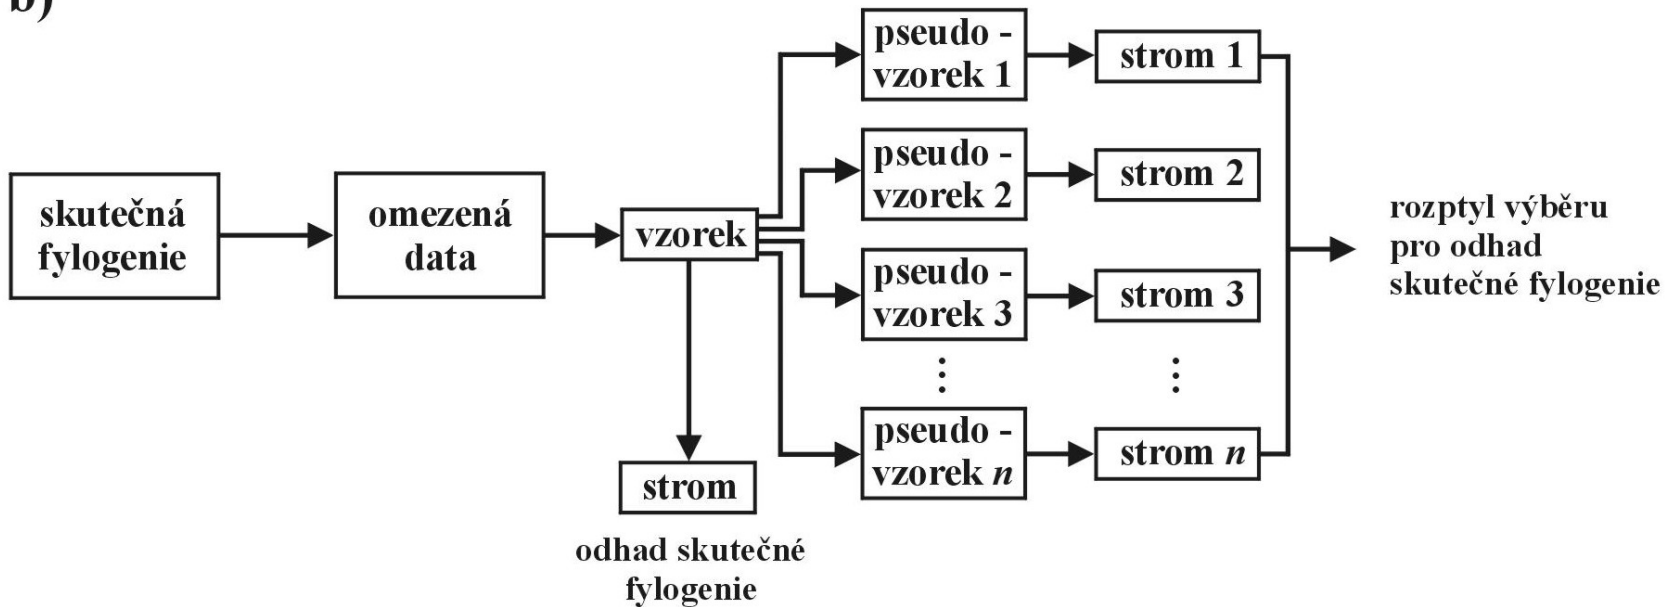 b)
skutečná
fylogenie
omezená
data
vzorek
strom
odhad skutečné
fylogenie
pseudo -
vzorek 1
strom 1
pseudo -
vzorek 2
strom 2
pseudo -
vzorek 3
strom 3
pseudo -
vzorek n
strom n
rozptyl výběru
pro odhad
skutečné fylogenie